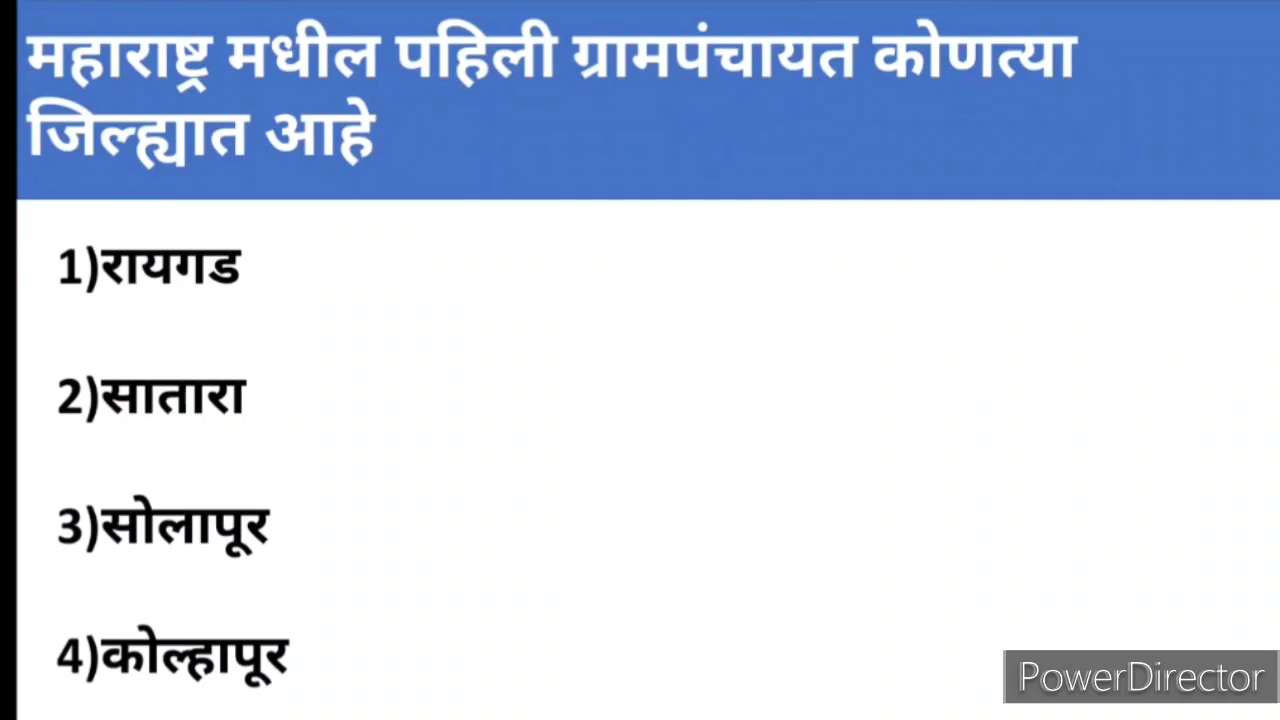 महाराष्ट्र मधील पहिली ग्रामपंचायत कोणत्या
जिल्ह्यात आहे
1)रायगड
2)सातारा
3)सोलापूर
4)कोल्हापूर
PowerDirector